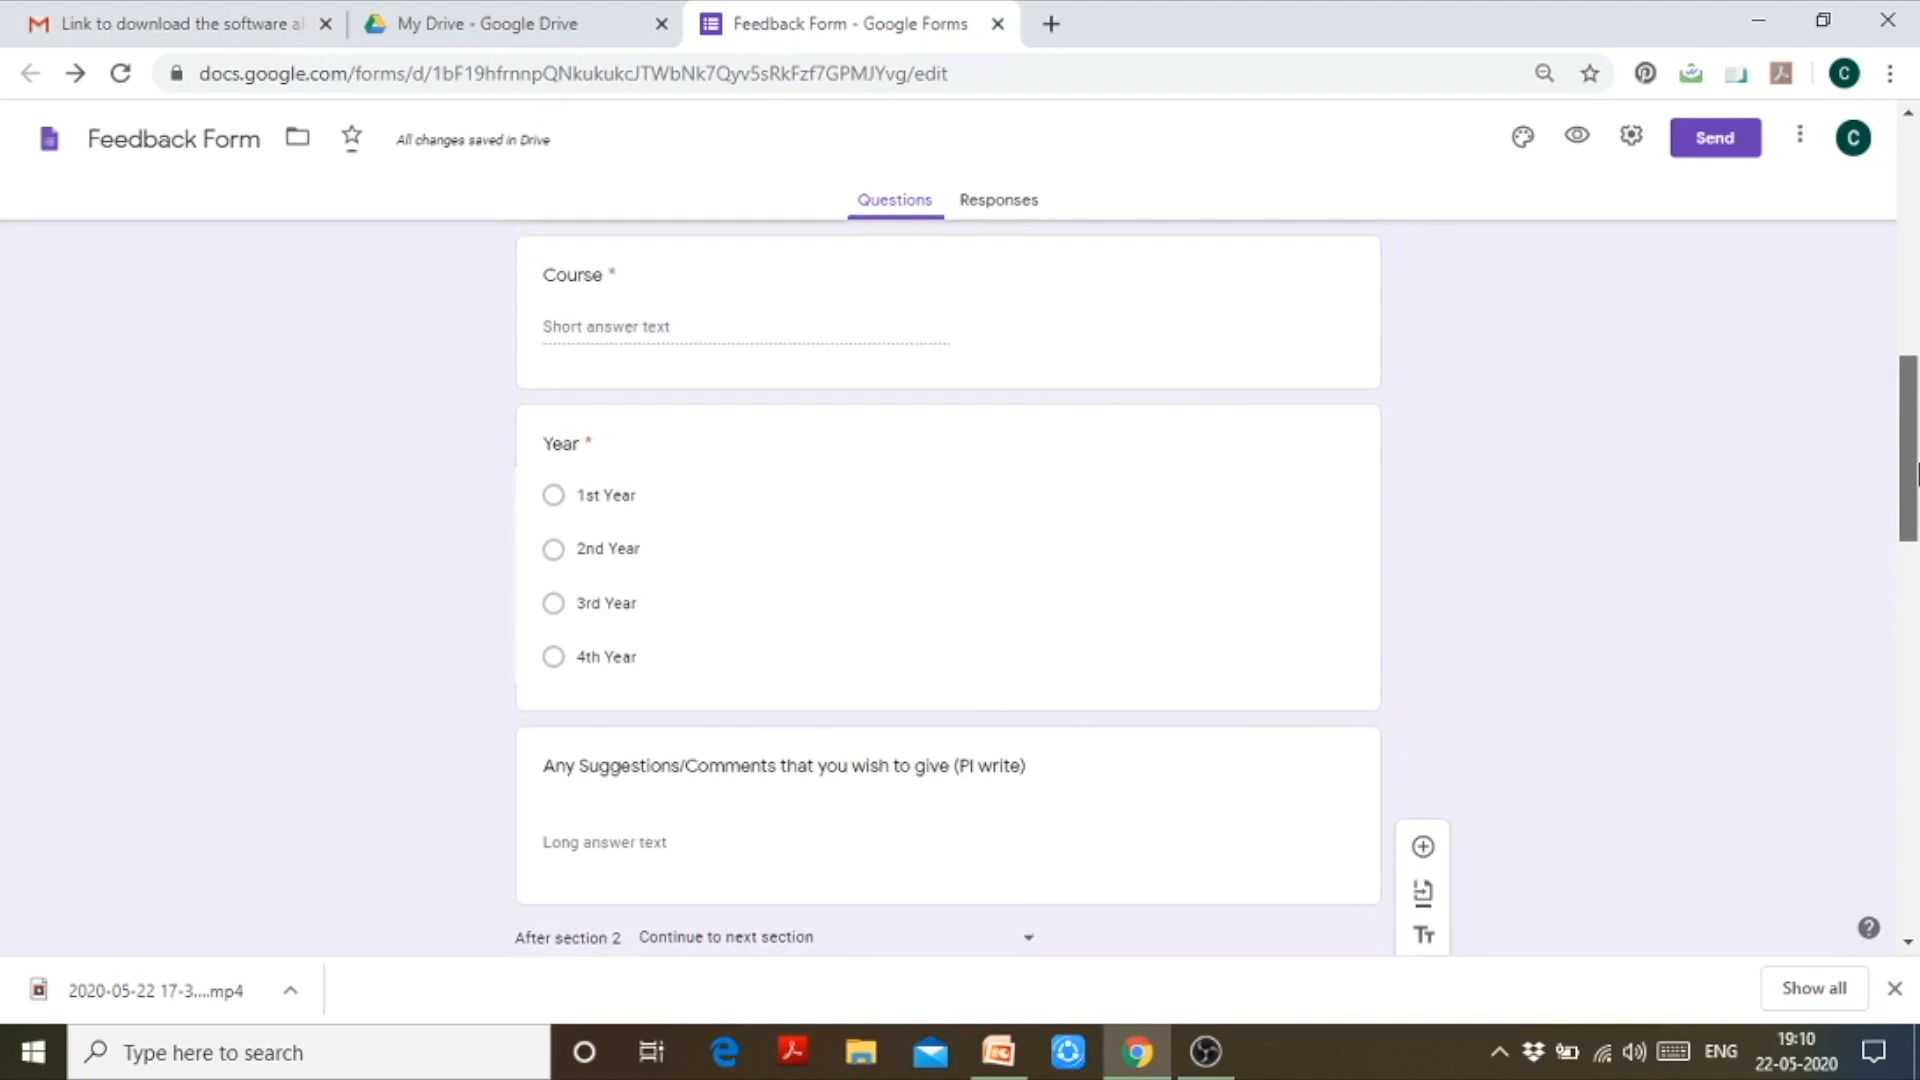 Link to download the software al
My Drive - Google Drive
Feedback Form - Google Forms
docs.google.com/forms/d/1bF19hfrnnpQNkukukcJTWbNk7Qyv5sRkFzf7GPMJYvg/edit
C
Feedback Form
All changes saved in Drive
Send
C
Questions
Responses
Course *
Short answer text
Year *
1st Year
2nd Year
3rd Year
4th Year
Any Suggestions/Comments that you wish to give (Pl write)
Long answer text
Tт
After section 2 Continue to next section
2020-05-22 17-3....mp4
Show all
Type here to search
ENG
19:10
22-05-2020